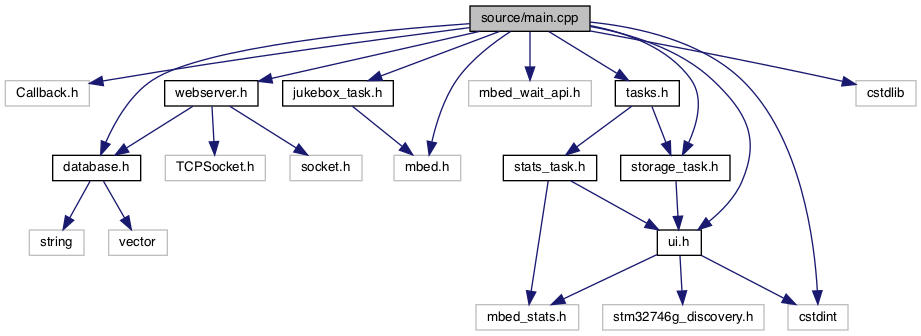 source/main.cpp
Callback.h
webserver.h
jukebox_task.h
mbed_wait_api.h
tasks.h
cstdlib
database.h
TCPSocket.h
socket.h
mbed.h
stats_task.h
storage_task.h
string
vector
ui.h
mbed_stats.h
stm32746g_discovery.h
cstdint